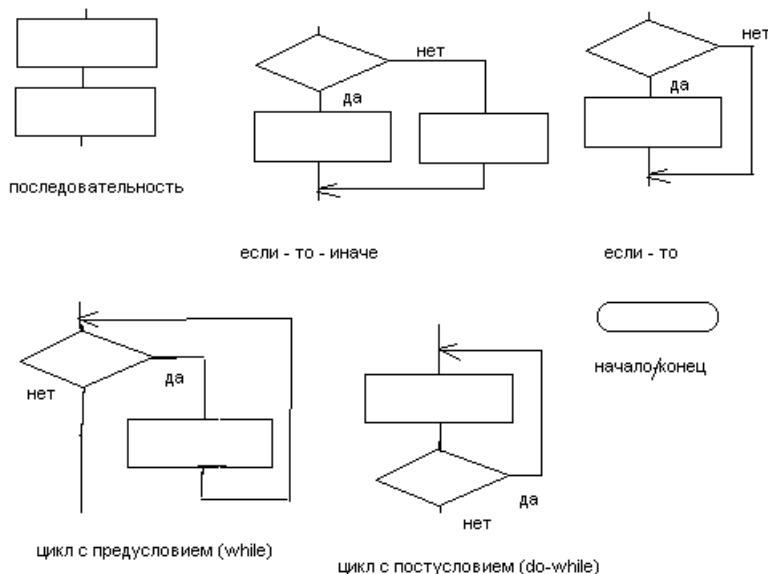 нет
да
последовательность
если - то - иначе
нет
да
если - то
нет
да
цикл с предусловием (while)
да
нет
цикл с постусловием (do-while)
начало/конец